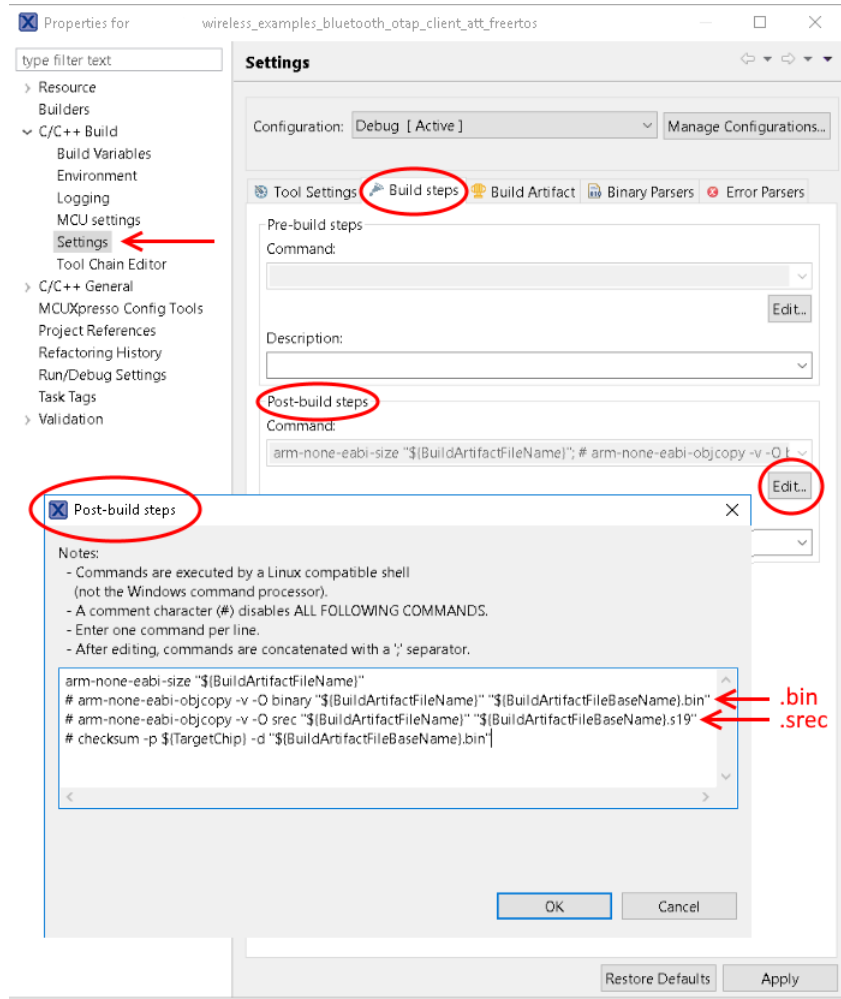 Properties for wireless_examples_bluetooth_otap_client_att_freertos
type filter text
Settings
Resource
Builders
C/C++ Build
Build Variables
Environment
Logging
MCU settings
Settings
Tool Chain Editor
C/C++ General
MCUXpresso Config Tools
Project References
Refactoring History
Run/Debug Settings
Task Tags
Validation
Configuration: Debug [ Active ] Manage Configurations...
Tool Settings Build steps Build Artifact Binary Parsers Error Parsers
Pre-build steps
Command:
Edit...
Description:
Post-build steps
Command:
arm-none-eabi-size "${BuildArtifactFileName}"; # arm-none-eabi-objcopy -v -O b
Edit...
Post-build steps
Notes:
- Commands are executed by a Linux compatible shell
(not the Windows command processor).
- A comment character (#) disables ALL FOLLOWING COMMANDS.
- Enter one command per line.
- After editing, commands are concatenated with a ';' separator.
arm-none-eabi-size "${BuildArtifactFileName}"
# arm-none-eabi-objcopy -v -O binary "${BuildArtifactFileName}" "${BuildArtifactFileBaseName}.bin" .bin
# arm-none-eabi-objcopy -v -O srec "${BuildArtifactFileName}" "${BuildArtifactFileBaseName}.s19" .srec
# checksum -p ${TargetChip} -d "${BuildArtifactFileBaseName}.bin"
OK Cancel
Restore Defaults Apply